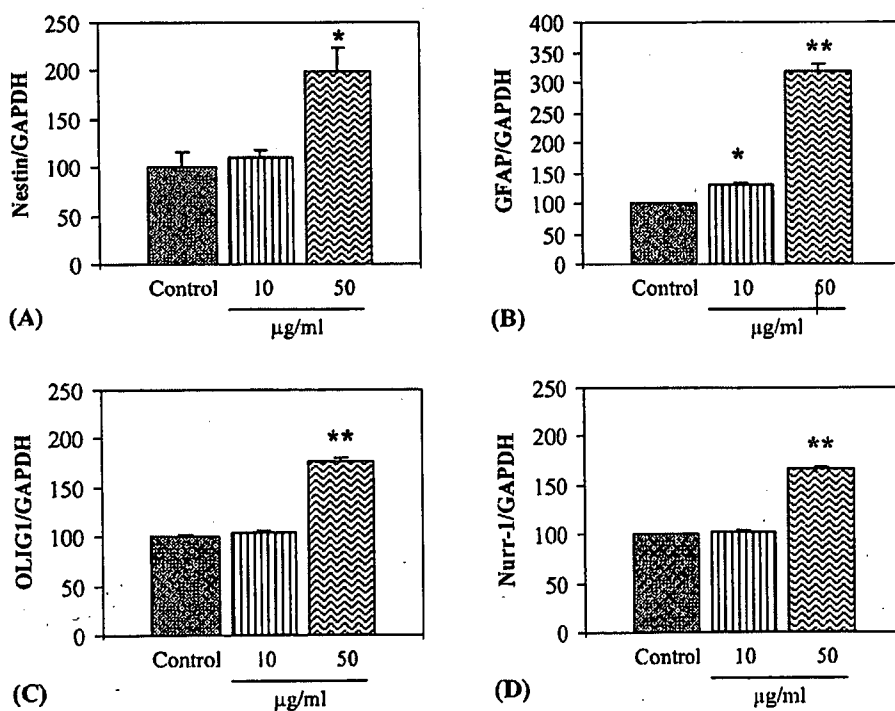 250
200
150
100
50
0
Nestin/GAPDH
*
Control 10 50
µg/ml
(A)
400
350
300
250
200
150
100
50
0
GFAP/GAPDH
*
**
Control 10 50
µg/ml
(B)
250
200
150
100
50
0
OLIG1/GAPDH
**
Control 10 50
µg/ml
(C)
250
200
150
100
50
0
Nurr-1/GAPDH
**
Control 10 50
µg/ml
(D)